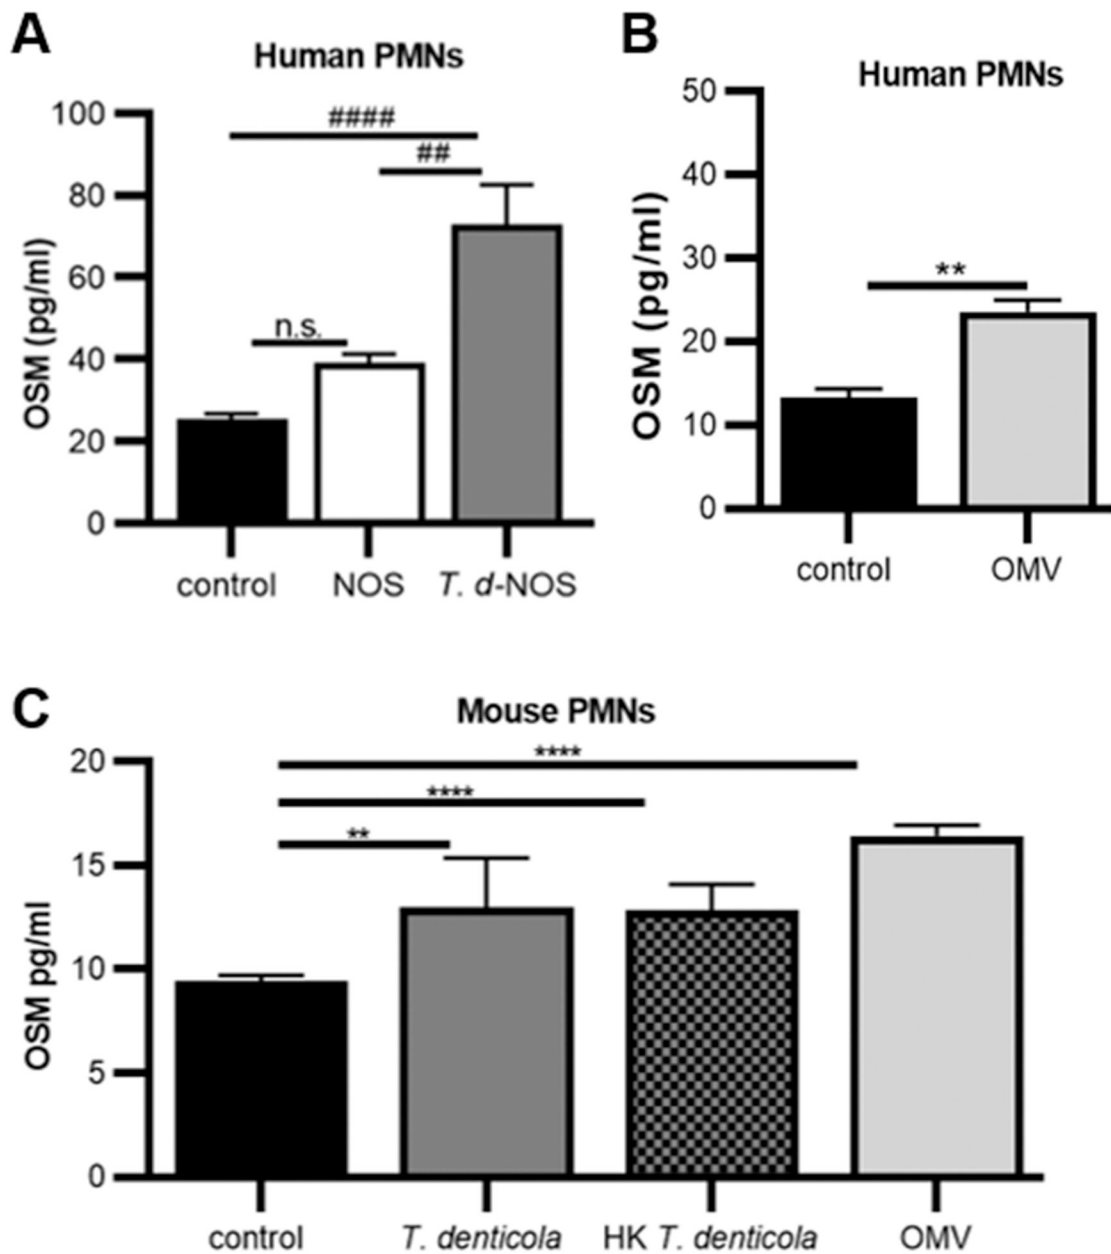 A
Human PMNs
OSM (pg/ml)
100
80
60
40
20
0
####
##
n.s.
control NOS T. d-NOS
B
Human PMNs
OSM (pg/ml)
50
40
30
20
10
0
**
control OMV
C
Mouse PMNs
OSM pg/ml
20
15
10
5
0
****
****
**
control T. denticola HK T. denticola OMV